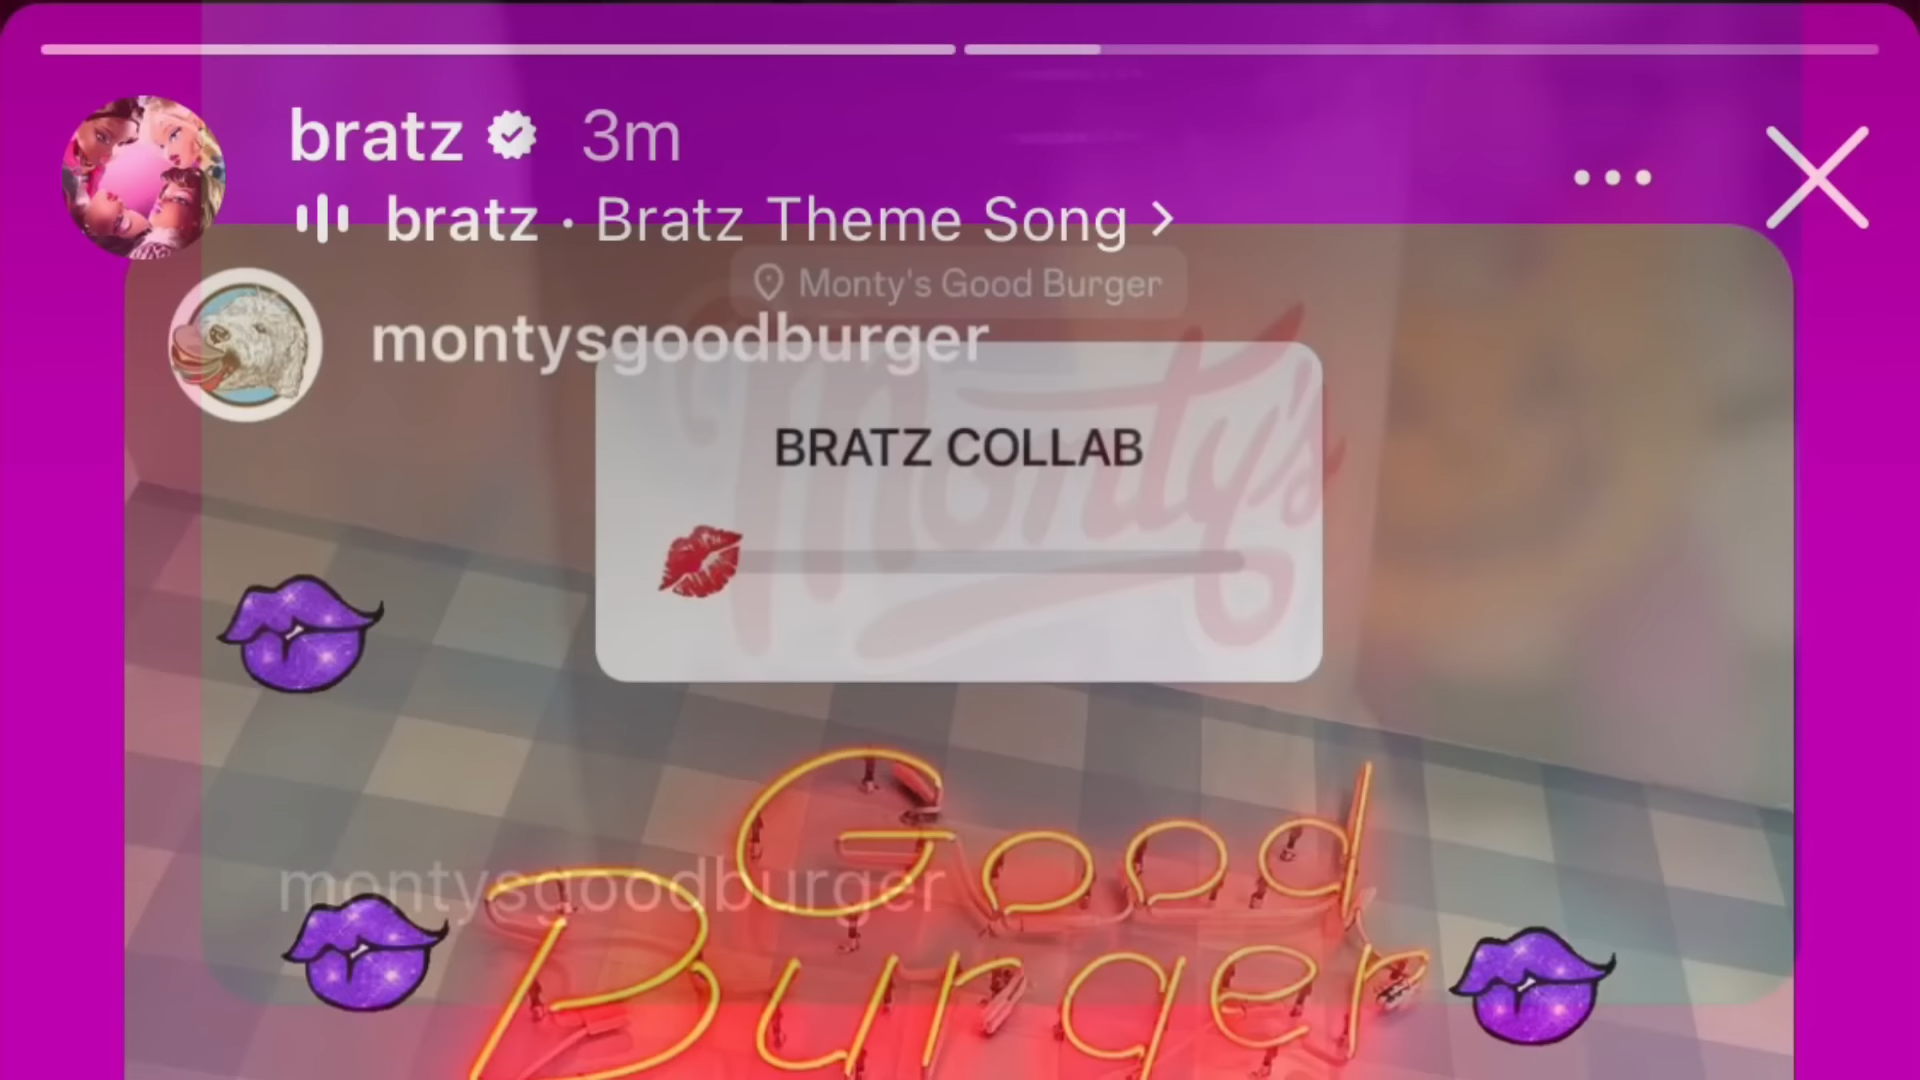 bratz 3m
bratz · Bratz Theme Song >
Monty's Good Burger
montysgoodburger
Monty's
BRATZ COLLAB
Good
montysgoodburger
Burger